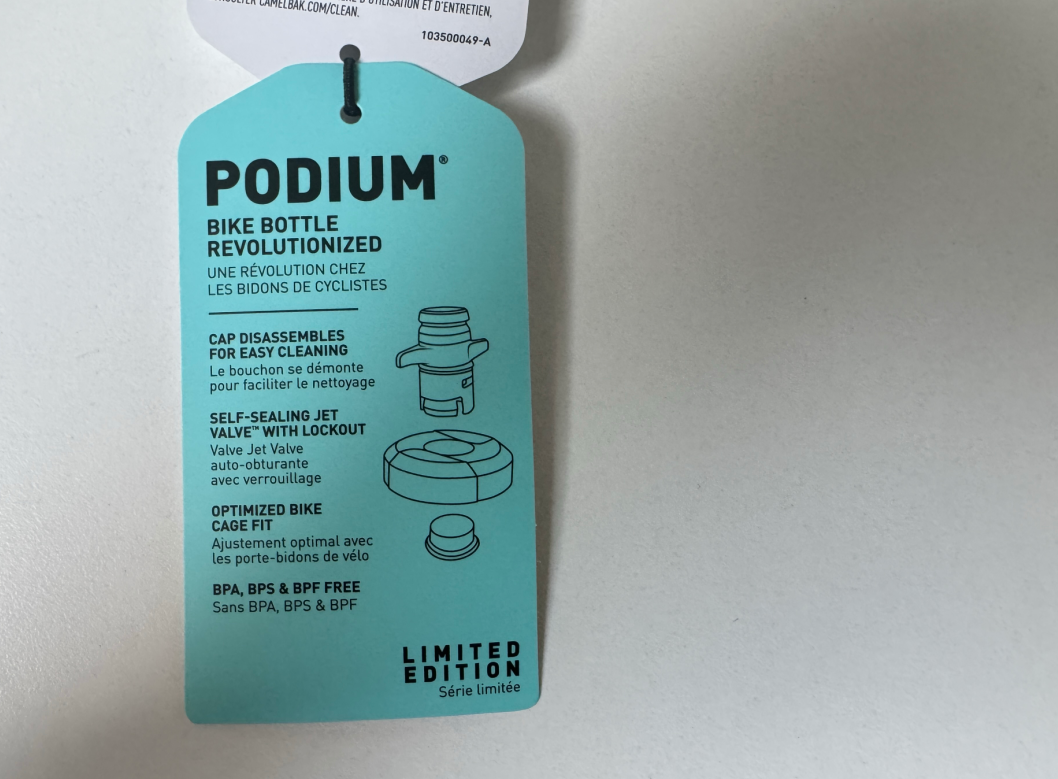 D'UTILISATION ET D'ENTRETIEN,
CAMELBAK.COM/CLEAN.
103500049-A
PODIUM®
BIKE BOTTLE
REVOLUTIONIZED
UNE RÉVOLUTION CHEZ
LES BIDONS DE CYCLISTES
CAP DISASSEMBLES
FOR EASY CLEANING
Le bouchon se démonte
pour faciliter le nettoyage
SELF-SEALING JET
VALVE™ WITH LOCKOUT
Valve Jet Valve
auto-obturante
avec verrouillage
OPTIMIZED BIKE
CAGE FIT
Ajustement optimal avec
les porte-bidons de vélo
BPA, BPS & BPF FREE
Sans BPA, BPS & BPF
LIMITED
EDITION
Série limitée